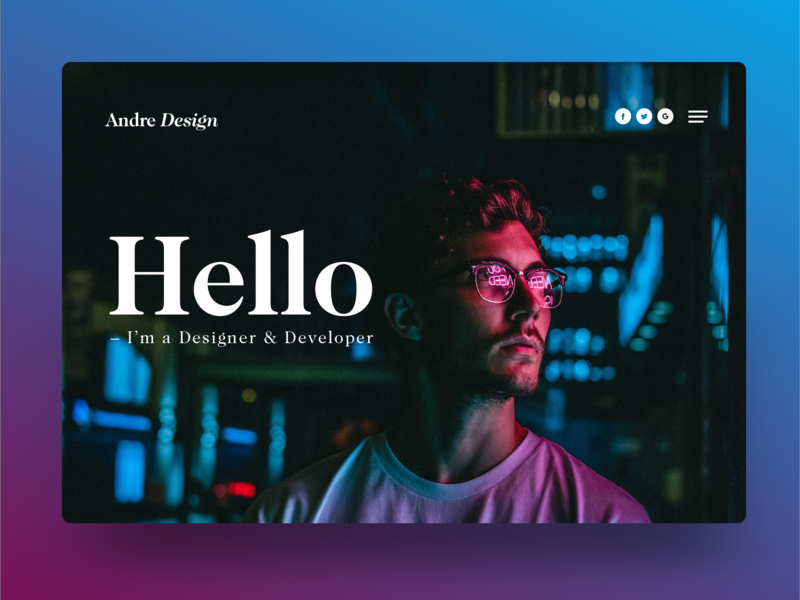 Andre Design
Hello
– I'm a Designer & Developer